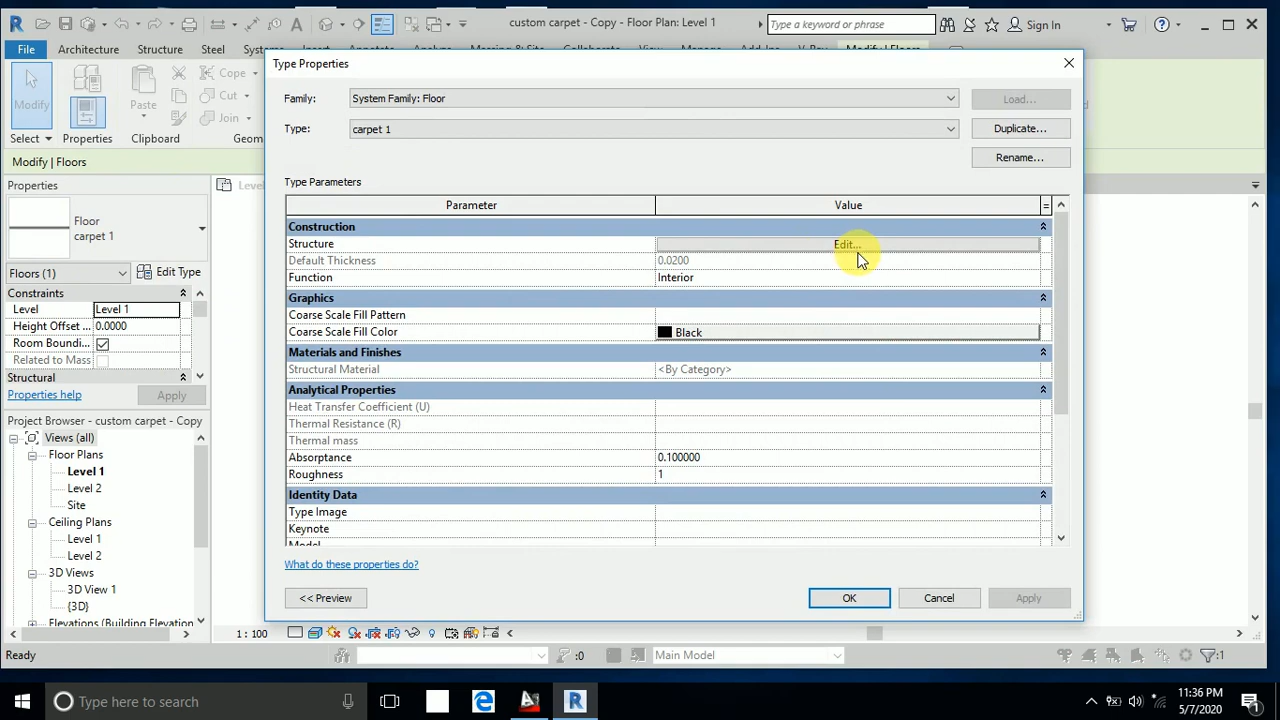 custom carpet - Copy - Floor Plan: Level 1
Type a keyword or phrase
Sign In
File
Architecture
Structure
Steel
Modify
Select
Properties
Paste
Clipboard
Cope
Cut
Join
Geom
Modify | Floors
Type Properties
Family:
System Family: Floor
Load...
Type:
carpet 1
Duplicate...
Rename...
Type Parameters
Parameter
Value
=
Construction
Structure
Edit...
Default Thickness
0.0200
Function
Interior
Graphics
Coarse Scale Fill Pattern
Coarse Scale Fill Color
Black
Materials and Finishes
Structural Material
<By Category>
Analytical Properties
Heat Transfer Coefficient (U)
Thermal Resistance (R)
Thermal mass
Absorptance
0.100000
Roughness
1
Identity Data
Type Image
Keynote
What do these properties do?
<< Preview
OK
Cancel
Apply
Properties
Floor
carpet 1
Floors (1)
Edit Type
Constraints
Level
Level 1
Height Offset ...
0.0000
Room Boundi...
Related to Mass
Structural
Properties help
Apply
Project Browser - custom carpet - Copy
Views (all)
Floor Plans
Level 1
Level 2
Site
Ceiling Plans
Level 1
Level 2
3D Views
3D View 1
{3D}
Elevations (Building Elevation
1 : 100
Ready
:0
Main Model
:1
Type here to search
11:36 PM
5/7/2020